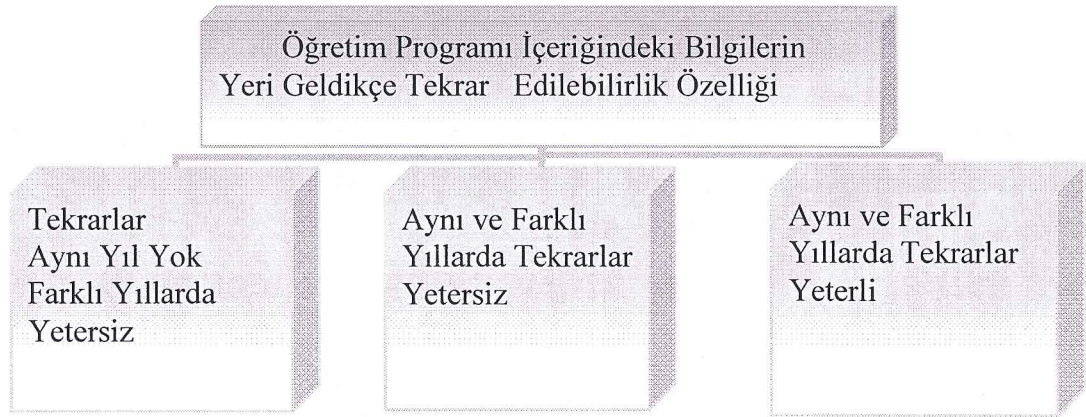 Öğretim Programı İçeriğindeki Bilgilerin
Yeri Geldikçe Tekrar Edilebilirlik Özelliği
Tekrarlar
Aynı Yıl Yok
Farklı Yıllarda
Yetersiz
Aynı ve Farklı
Yıllarda Tekrarlar
Yetersiz
Aynı ve Farklı
Yıllarda Tekrarlar
Yeterli